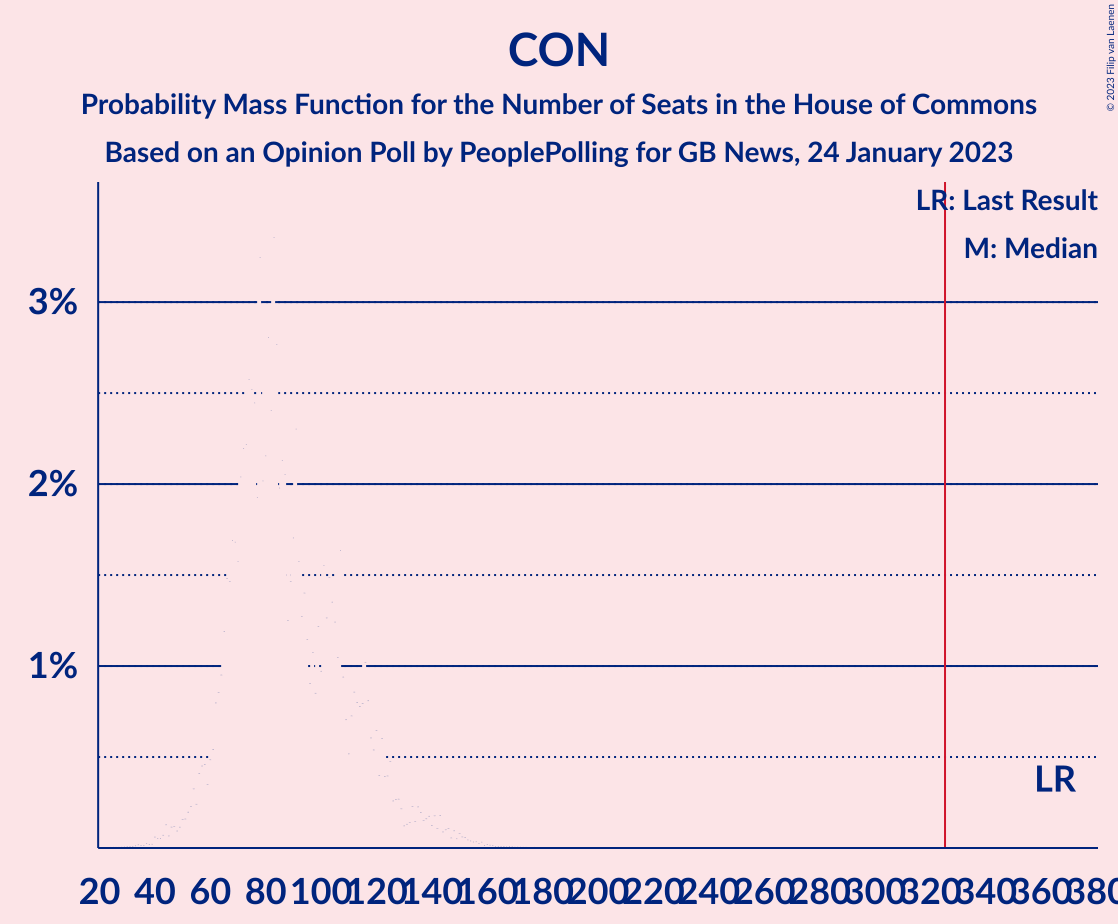 CON
Probability Mass Function for the Number of Seats in the House of Commons
Based on an Opinion Poll by PeoplePolling for GB News, 24 January 2023
© 2023 Filip van Laenen
LR: Last Result
M: Median
3%
2%
1%
LR
20 40 60 80 100 120 140 160 180 200 220 240 260 280 300 320 340 360 380